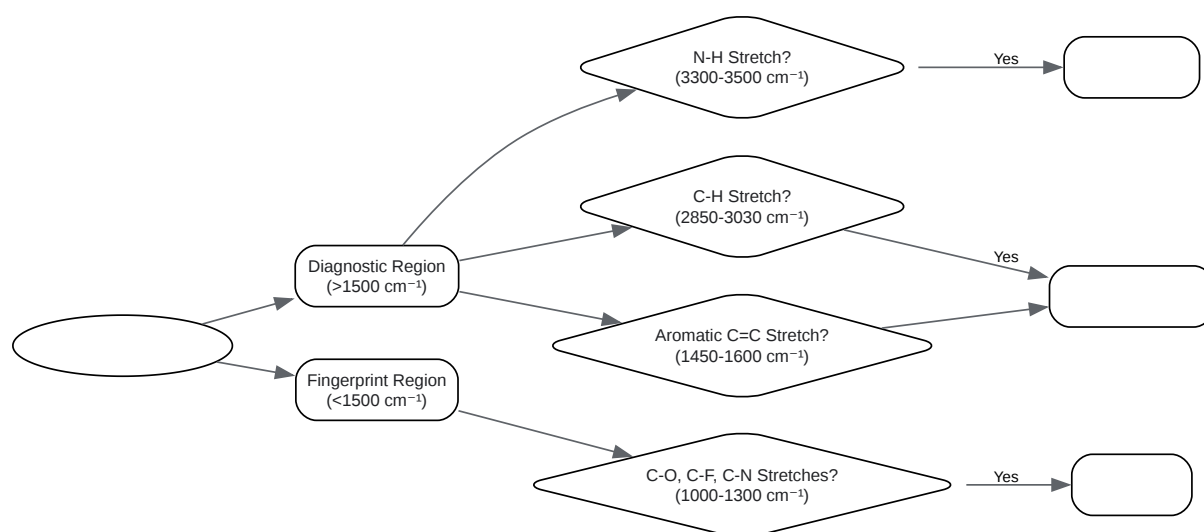 N-H Stretch?
(3300-3500 cm⁻¹)
Yes
C-H Stretch?
(2850-3030 cm⁻¹)
Yes
Diagnostic Region
(>1500 cm⁻¹)
Aromatic C=C Stretch?
(1450-1600 cm⁻¹)
Fingerprint Region
(<1500 cm⁻¹)
C-O, C-F, C-N Stretches?
(1000-1300 cm⁻¹)
Yes